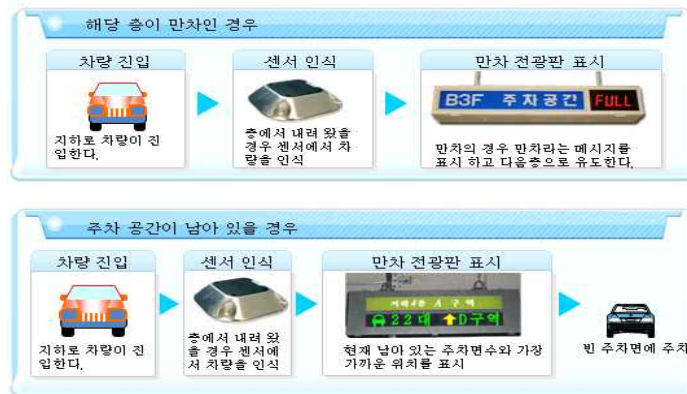 해당 층이 만차인 경우
차량 진입
센서 인식
만차 전광판 표시
B3F 주차공간 FULL
지하로 차량이 진
입한다.
층에서 내려 왔을
경우 센서에서 차
량을 인식
만차의 경우 만차라는 메시지를
표시 하고 다음층으로 유도한다.
주차 공간이 남아 있을 경우
차량 진입
센서 인식
만차 전광판 표시
지하4층 A 구역
22대 D구역
지하로 차량이 진
입한다.
층에서 내려 왔
을 경우 센서에
서 차량을 인식
현재 남아 있는 주차면수와 가장
가까운 위치를 표시
빈 주차면에 주차